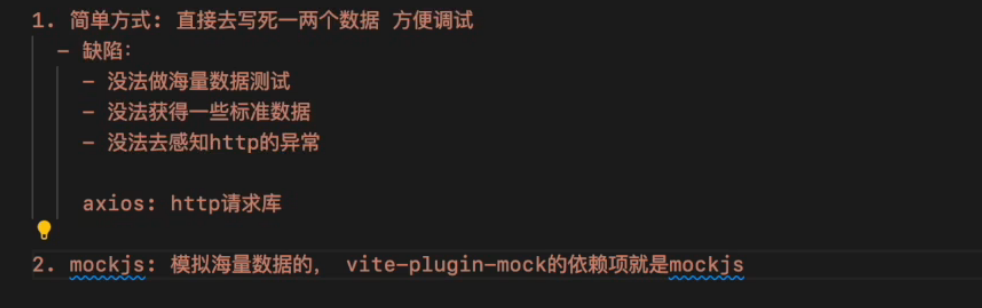 1. 简单方式: 直接去写死一两个数据 方便调试
- 缺陷:
- 没法做海量数据测试
- 没法获得一些标准数据
- 没法去感知http的异常
axios: http请求库
2. mockjs: 模拟海量数据的， vite-plugin-mock的依赖项就是mockjs